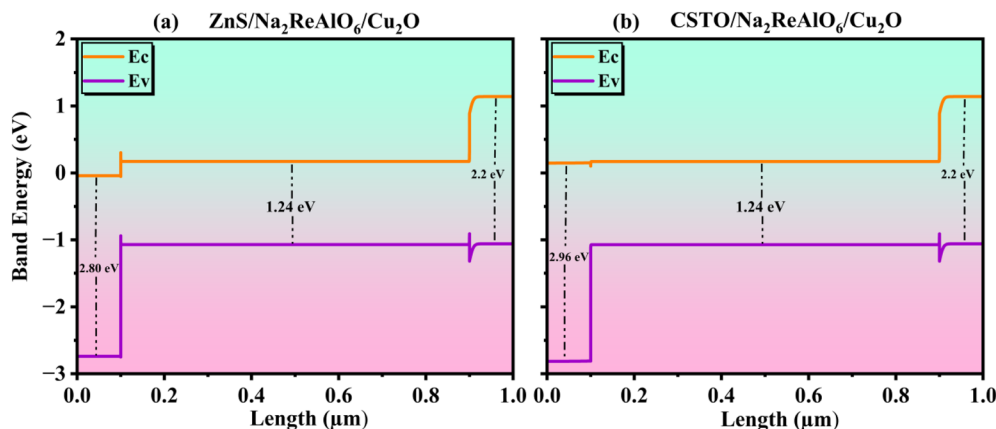 (a) ZnS/Na₂ReAlO₆/Cu₂O
(b) CSTO/Na₂ReAlO₆/Cu₂O
Band Energy (eV)
2
1
0
−1
−2
−3
Ec
Ev
2.80 eV
1.24 eV
2.2 eV
0.0 0.2 0.4 0.6 0.8 1.0
Length (µm)
Ec
Ev
2.96 eV
1.24 eV
2.2 eV
0.0 0.2 0.4 0.6 0.8 1.0
Length (µm)